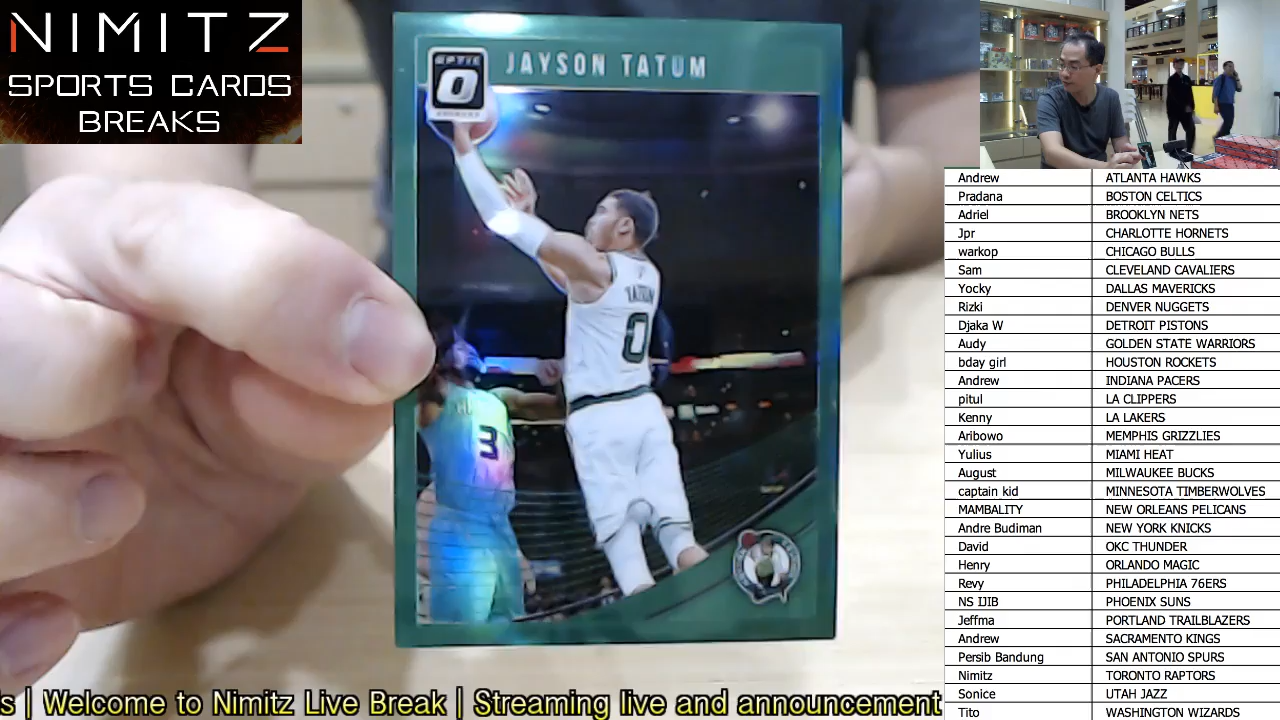 NIMITZ
SPORTS CARDS
BREAKS
OPTIC
JAYSON TATUM
TATUM
0
3
Andrew ATLANTA HAWKS
Pradana BOSTON CELTICS
Adriel BROOKLYN NETS
Jpr CHARLOTTE HORNETS
warkop CHICAGO BULLS
Sam CLEVELAND CAVALIERS
Yocky DALLAS MAVERICKS
Rizki DENVER NUGGETS
Djaka W DETROIT PISTONS
Audy GOLDEN STATE WARRIORS
bday girl HOUSTON ROCKETS
Andrew INDIANA PACERS
pitul LA CLIPPERS
Kenny LA LAKERS
Aribowo MEMPHIS GRIZZLIES
Yulius MIAMI HEAT
August MILWAUKEE BUCKS
captain kid MINNESOTA TIMBERWOLVES
MAMBALITY NEW ORLEANS PELICANS
Andre Budiman NEW YORK KNICKS
David OKC THUNDER
Henry ORLANDO MAGIC
Revy PHILADELPHIA 76ERS
NS IJIB PHOENIX SUNS
Jeffma PORTLAND TRAILBLAZERS
Andrew SACRAMENTO KINGS
Persib Bandung SAN ANTONIO SPURS
Nimitz TORONTO RAPTORS
Sonice UTAH JAZZ
Tito WASHINGTON WIZARDS
s | Welcome to Nimitz Live Break | Streaming live and announcement